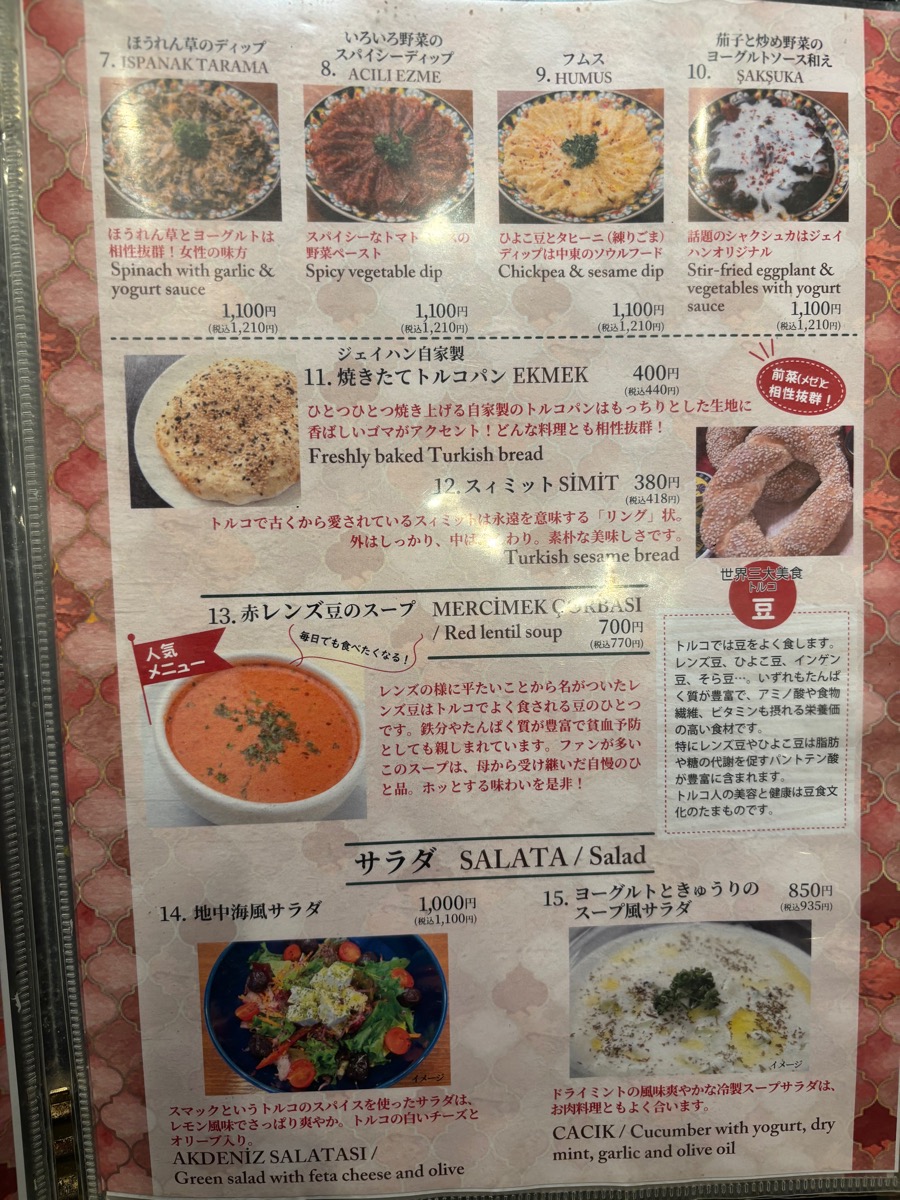 ほうれん草のディップ
7. ISPANAK TARAMA
いろいろ野菜の
スパイシーディップ
8. ACILI EZME
フムス
9. HUMUS
茄子と炒め野菜の
ヨーグルトソース和え
10. ŞAKŞUKA
ほうれん草とヨーグルトは
相性抜群！女性の味方
Spinach with garlic &
yogurt sauce
1,100円
(税込1,210円)
スパイシーなトマト スの
野菜ペースト
Spicy vegetable dip
1,100円
(税込1,210円)
ひよこ豆とタヒーニ（練りごま）
ディップは中東のソウルフード
Chickpea & sesame dip
1,100円
(税込1,210円)
話題のシャクシュカはジェイ
ハンオリジナル
Stir-fried eggplant &
vegetables with yogurt
sauce
1,100円
(税込1,210円)
ジェイハン自家製
11. 焼きたてトルコパン EKMEK 400円
(税込440円)
前菜(メゼ)と
相性抜群！
ひとつひとつ焼き上げる自家製のトルコパンはもっちりとした生地に
香ばしいゴマがアクセント！どんな料理とも相性抜群！
Freshly baked Turkish bread
12. スィミット SİMİT 380円
(税込418円)
トルコで古くから愛されているスィミットは永遠を意味する「リング」状。
外はしっかり、中は わり。素朴な美味しさです。
Turkish sesame bread
13. 赤レンズ豆のスープ MERCİMEK ÇORBASI
/ Red lentil soup 700円
(税込770円)
毎日でも食べたくなる！
人気
メニュー
レンズの様に平たいことから名がついたレ
ンズ豆はトルコでよく食される豆のひとつ
です。鉄分やたんぱく質が豊富で貧血予防
としても親しまれています。ファンが多い
このスープは、母から受け継いだ自慢のひ
と品。ホッとする味わいを是非！
世界三大美食
トルコ
豆
トルコでは豆をよく食します。
レンズ豆、ひよこ豆、インゲン
豆、そら豆…。いずれもたんぱ
く質が豊富で、アミノ酸や食物
繊維、ビタミンも摂れる栄養価
の高い食材です。
特にレンズ豆やひよこ豆は脂肪
や糖の代謝を促すパントテン酸
が豊富に含まれます。
トルコ人の美容と健康は豆食文
化のたまものです。
サラダ SALATA / Salad
14. 地中海風サラダ 1,000円
(税込1,100円)
イメージ
スマックというトルコのスパイスを使ったサラダは、
レモン風味でさっぱり爽やか。トルコの白いチーズと
オリーブ入り。
AKDENİZ SALATASI /
Green salad with feta cheese and olive
15. ヨーグルトときゅうりの
スープ風サラダ
850円
(税込935円)
イメージ
ドライミントの風味爽やかな冷製スープサラダは、
お肉料理ともよく合います。
CACIK / Cucumber with yogurt, dry
mint, garlic and olive oil